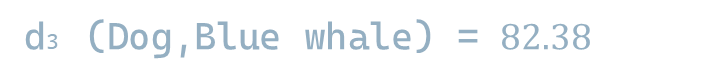 d₃ (Dog,Blue whale) = 82.38